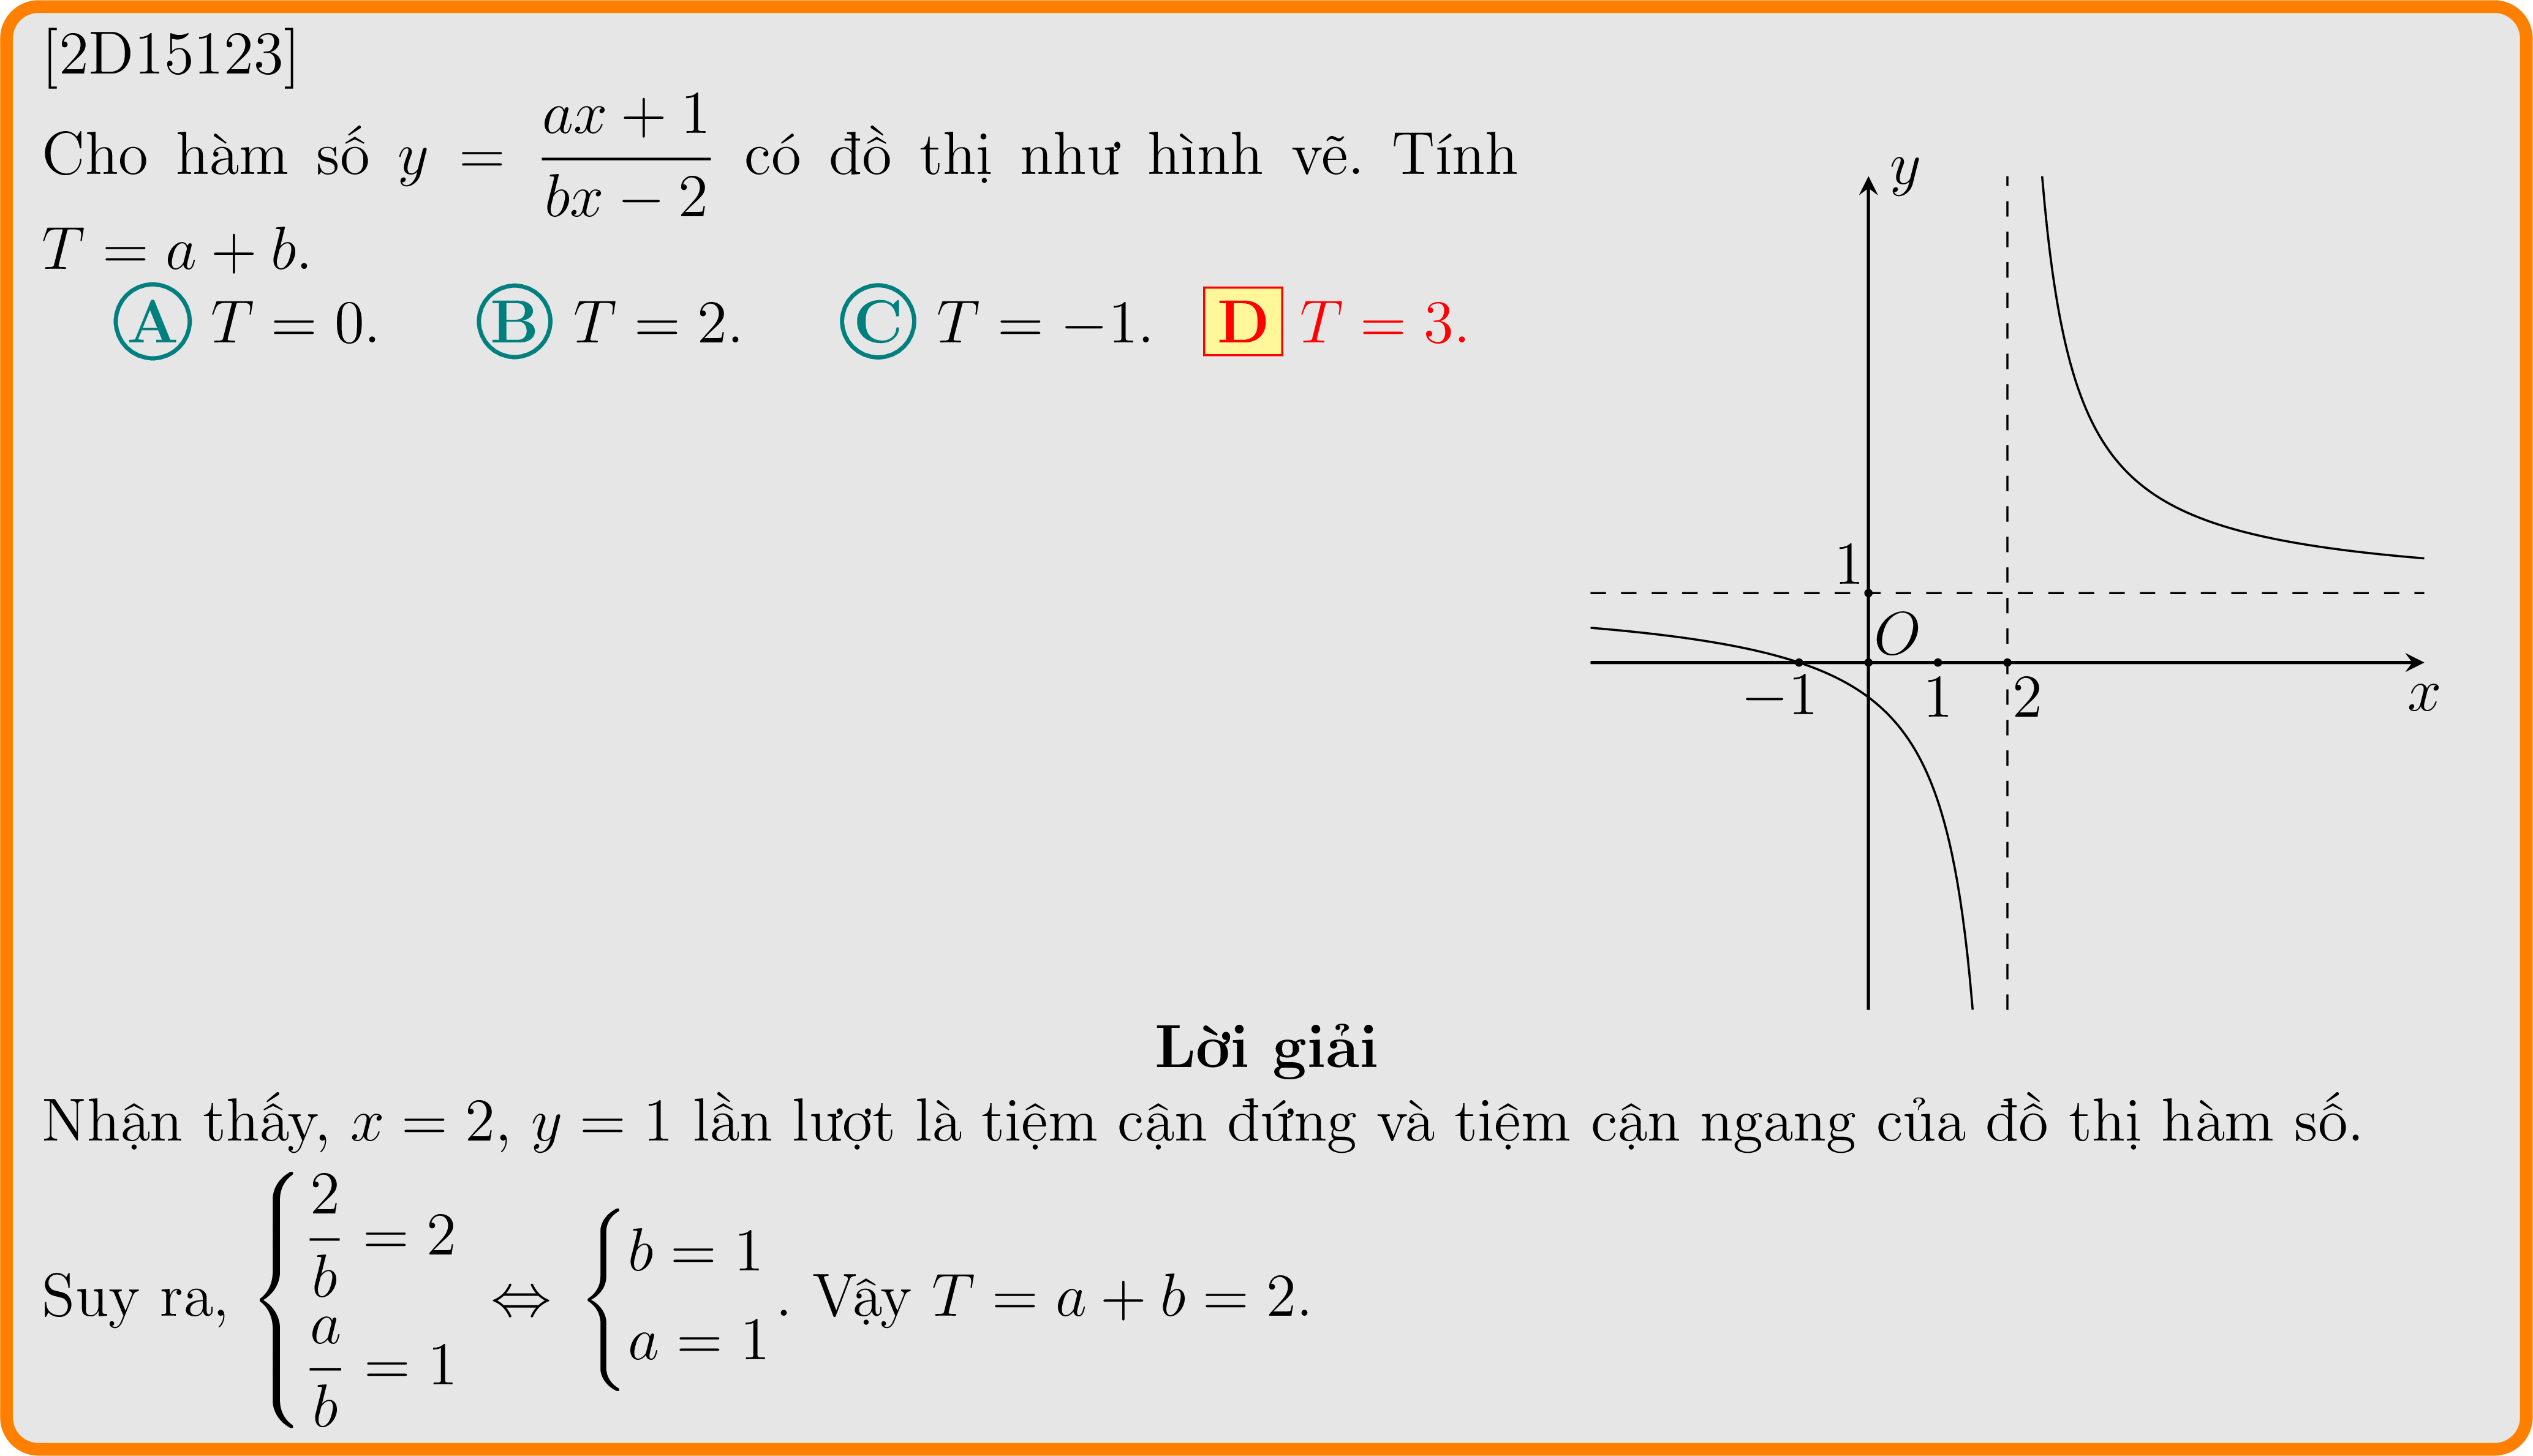 [2D15123]
Cho hàm số $y = \dfrac{ax + 1}{bx - 2}$ có đồ thị như hình vẽ. Tính
$T = a + b$.
Ⓐ $T = 0$. Ⓑ $T = 2$. Ⓒ $T = -1$. D $T = 3$.
y
1
O
−1 1 2
x
Lời giải
Nhận thấy, $x = 2$, $y = 1$ lần lượt là tiệm cận đứng và tiệm cận ngang của đồ thị hàm số.
Suy ra, $\begin{cases} \dfrac{2}{b} = 2 \\ \dfrac{a}{b} = 1 \end{cases} \Leftrightarrow \begin{cases} b = 1 \\ a = 1 \end{cases}$. Vậy $T = a + b = 2$.